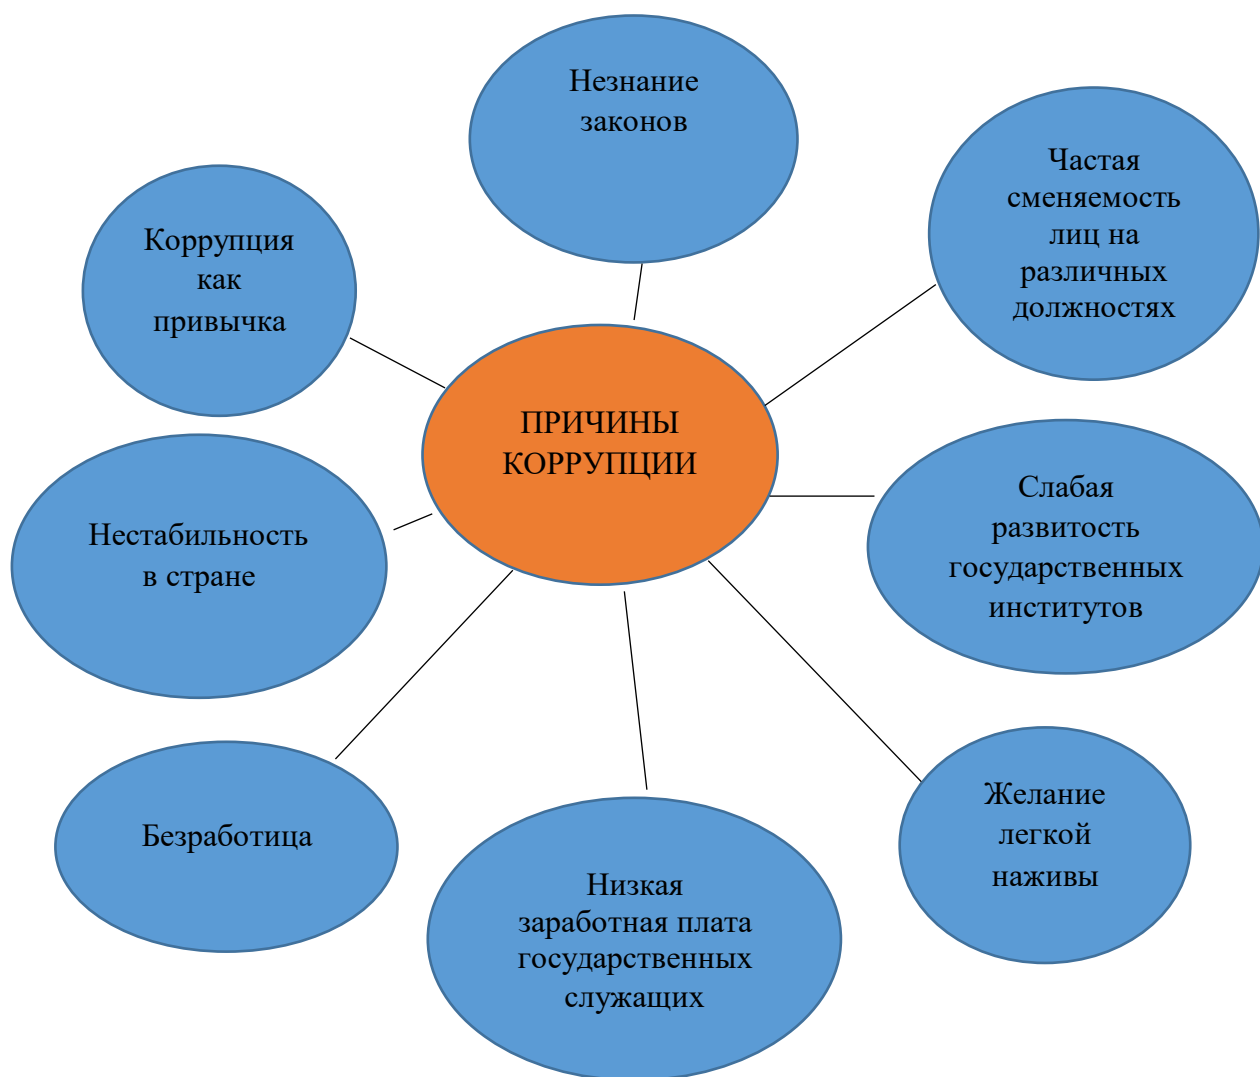 Незнание
законов
Частая
сменяемость
лиц на
различных
должностях
Коррупция
как
привычка
ПРИЧИНЫ
КОРРУПЦИИ
Слабая
развитость
государственных
институтов
Нестабильность
в стране
Желание
легкой
наживы
Безработица
Низкая
заработная плата
государственных
служащих